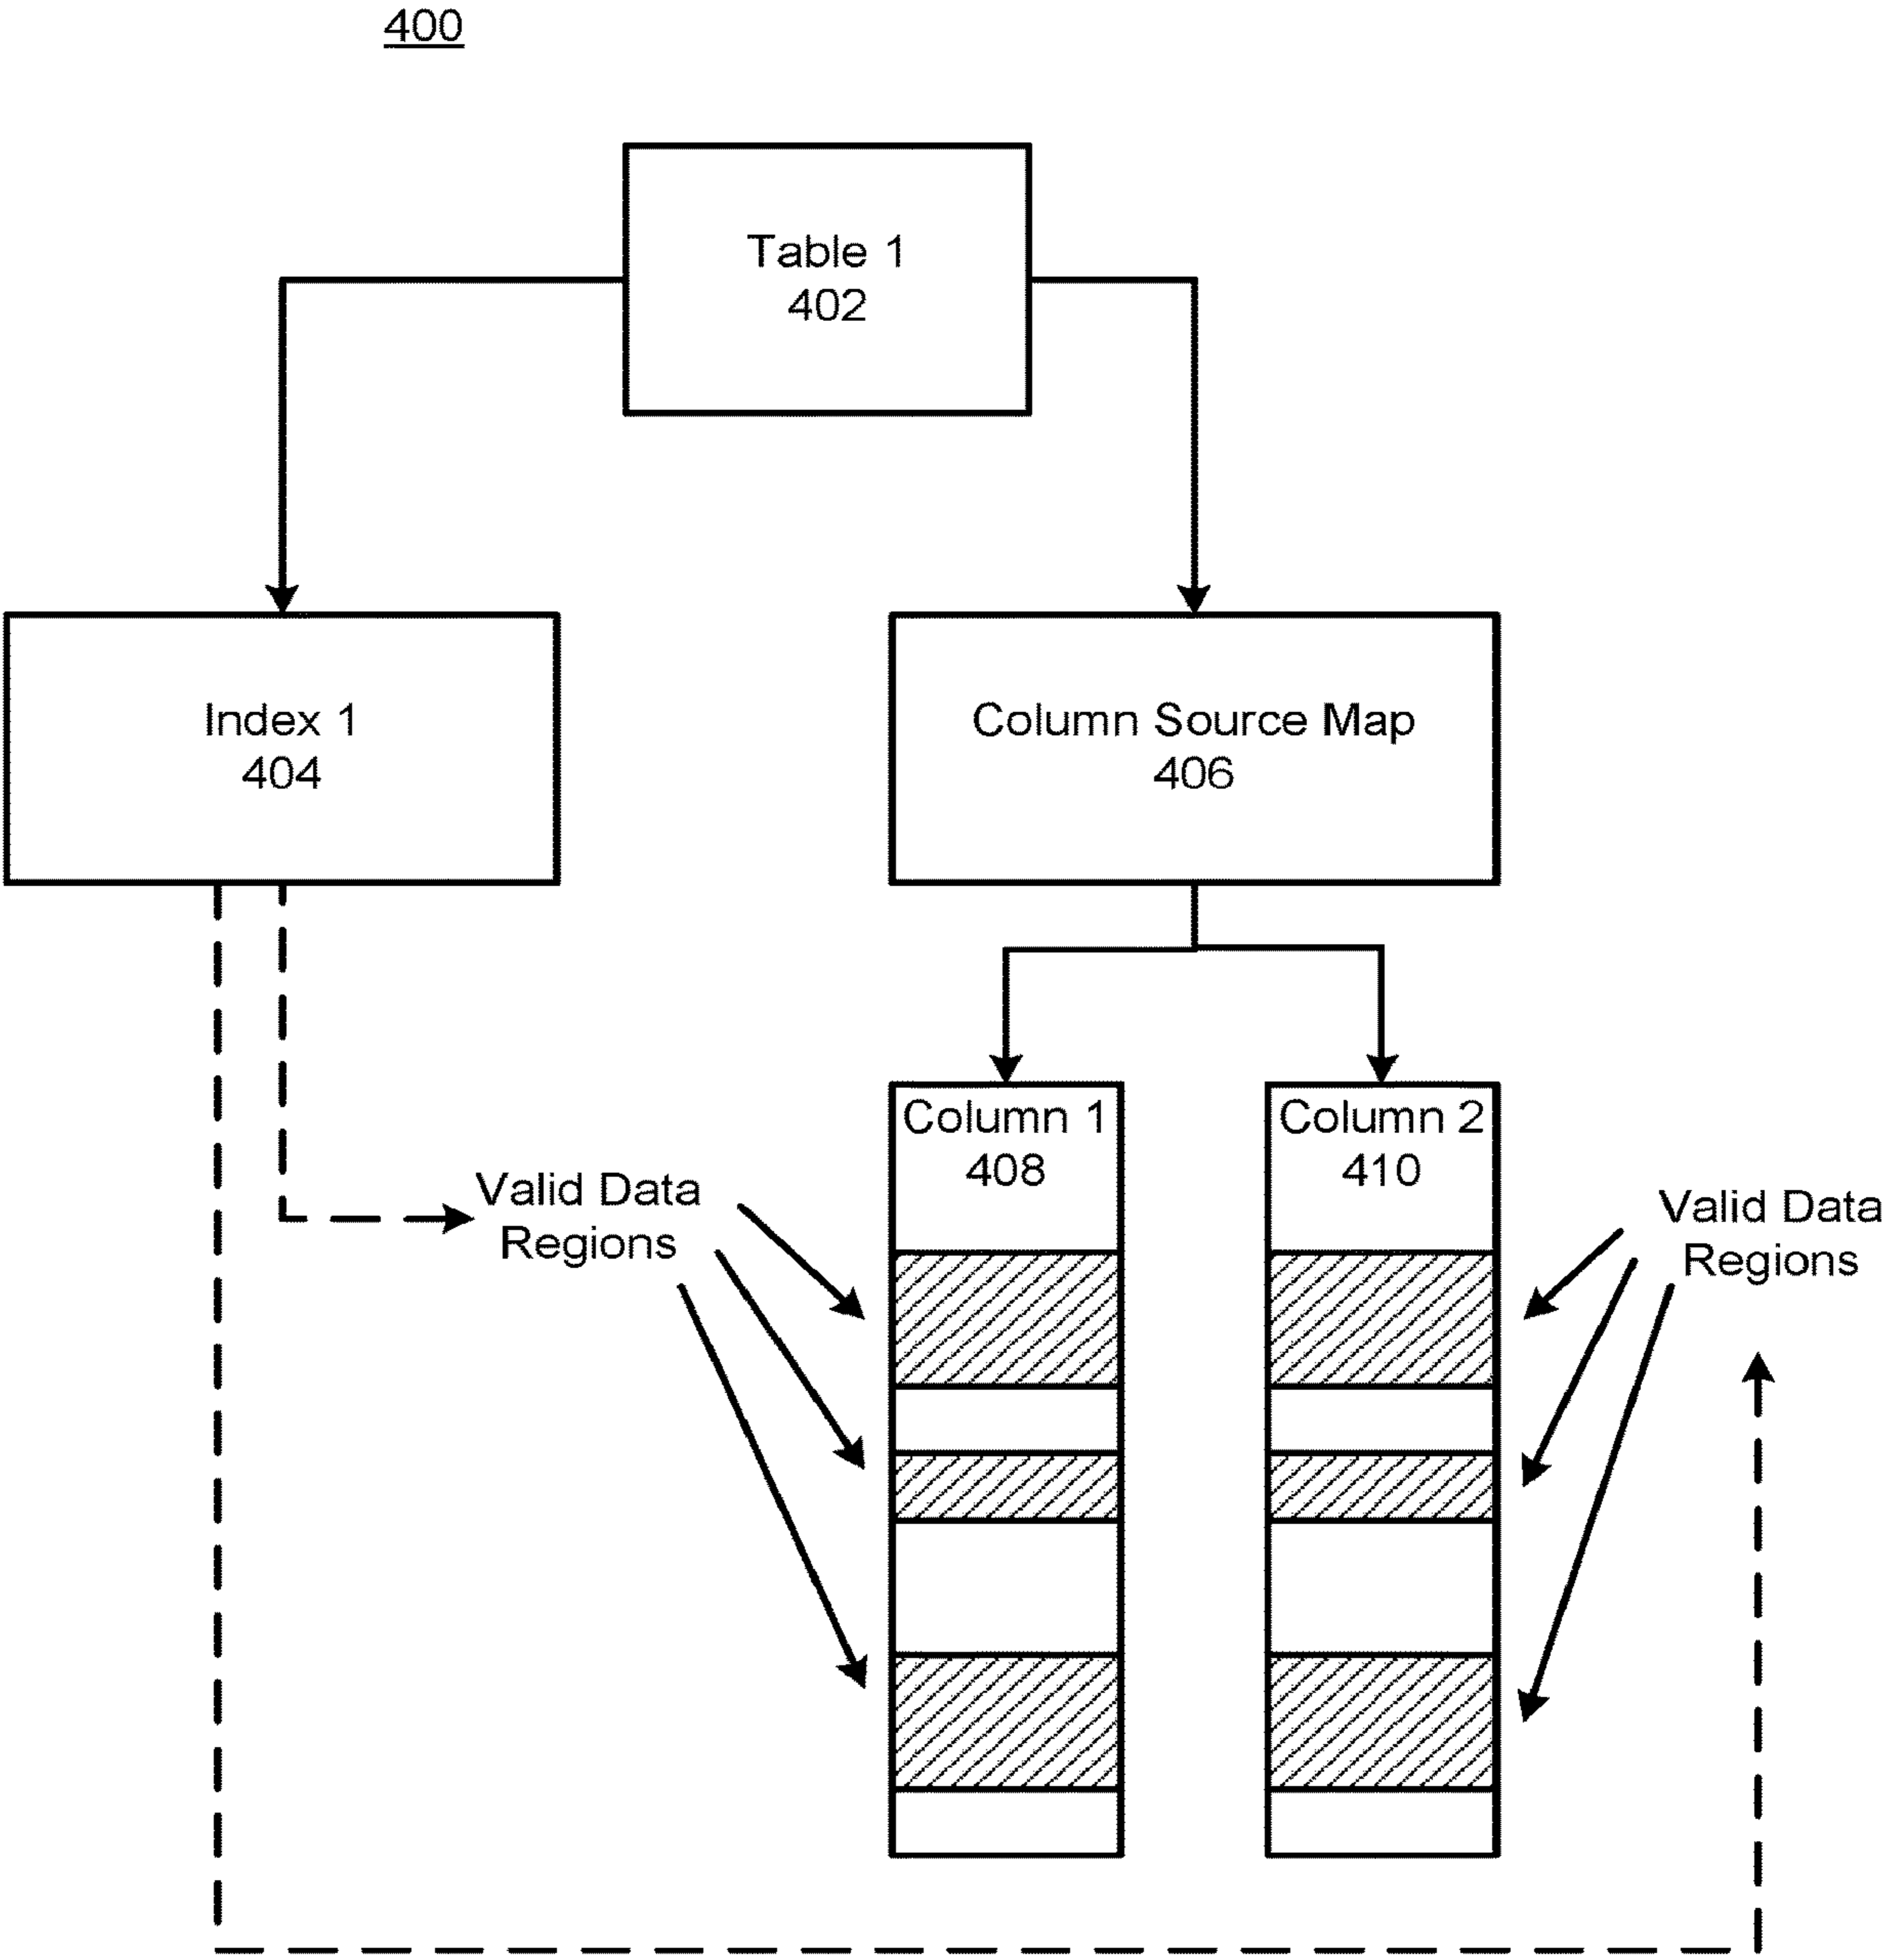 400
Table 1
402
Index 1
404
Column Source Map
406
Column 1
408
Column 2
410
Valid Data
Regions
Valid Data
Regions